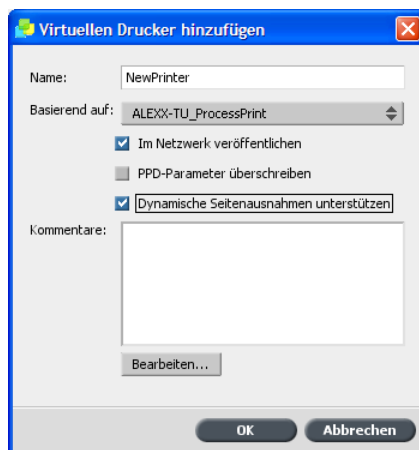 Virtuellen Drucker hinzufügen
Name: NewPrinter
Basierend auf: ALEXX-TU_ProcessPrint
Im Netzwerk veröffentlichen
PPD-Parameter überschreiben
Dynamische Seitenausnahmen unterstützen
Kommentare:
Bearbeiten...
OK Abbrechen